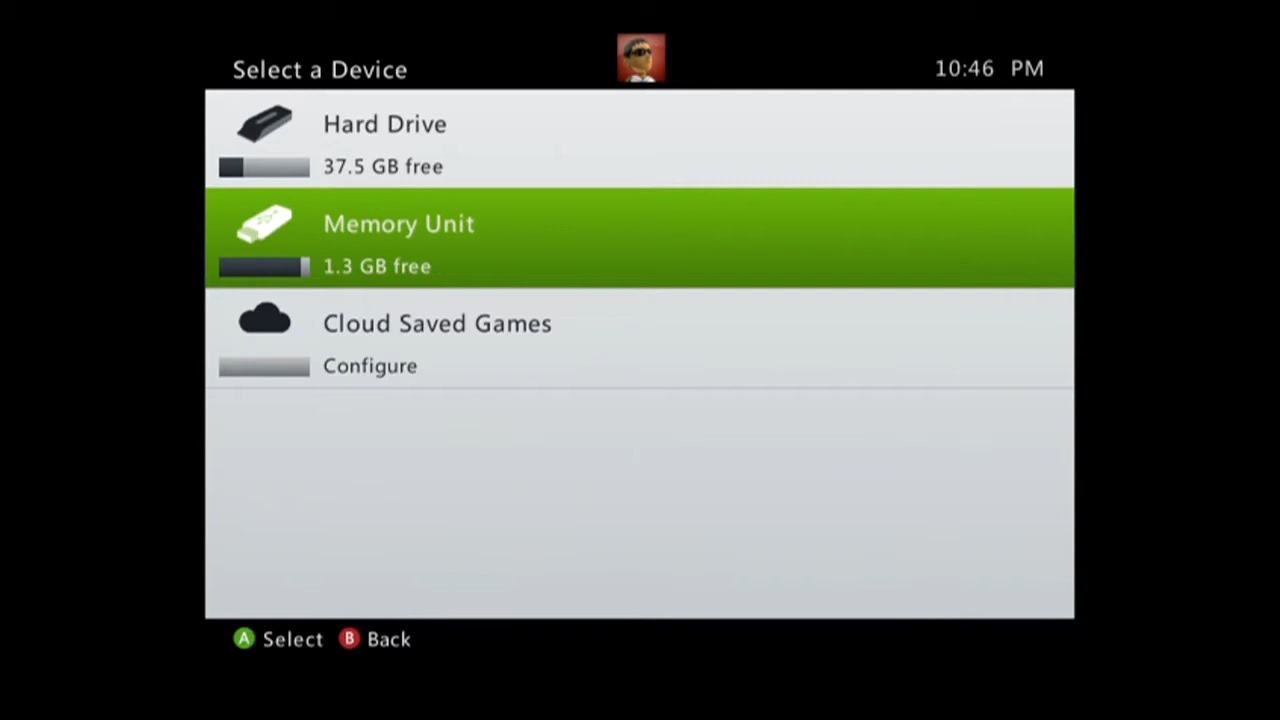 Select a Device
10:46 PM
Hard Drive
37.5 GB free
Memory Unit
1.3 GB free
Cloud Saved Games
Configure
A Select B Back